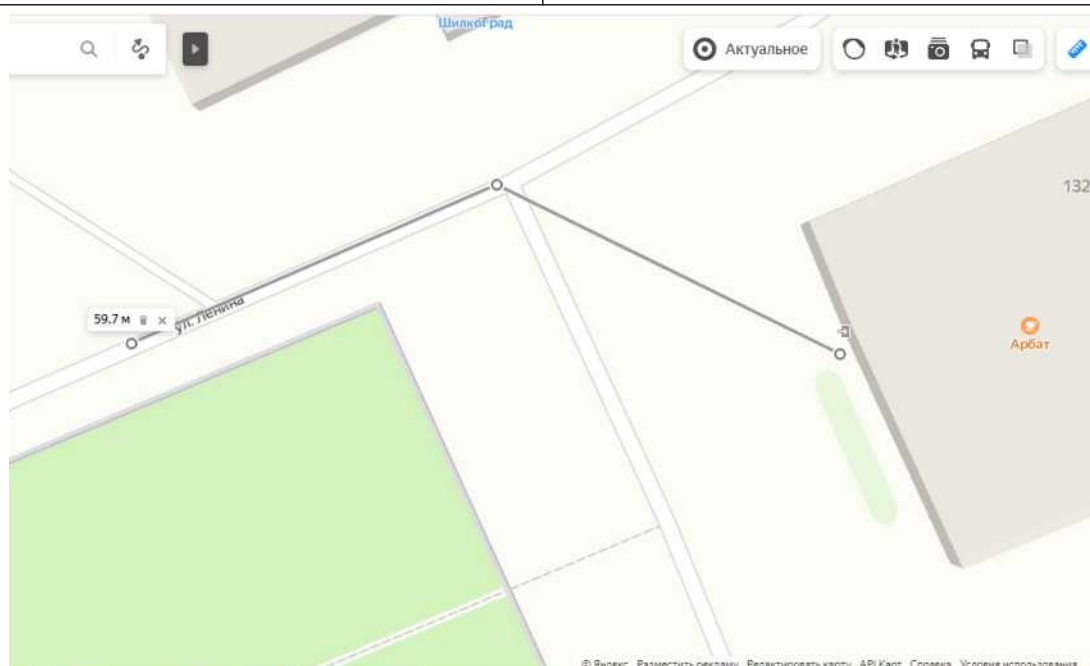 ШилкоГрад
Актуальное
132
59.7 м
ул. Ленина
Арбат
© Яндекс Разместить рекламу Редактировать карту API Карт Справка Условия использования